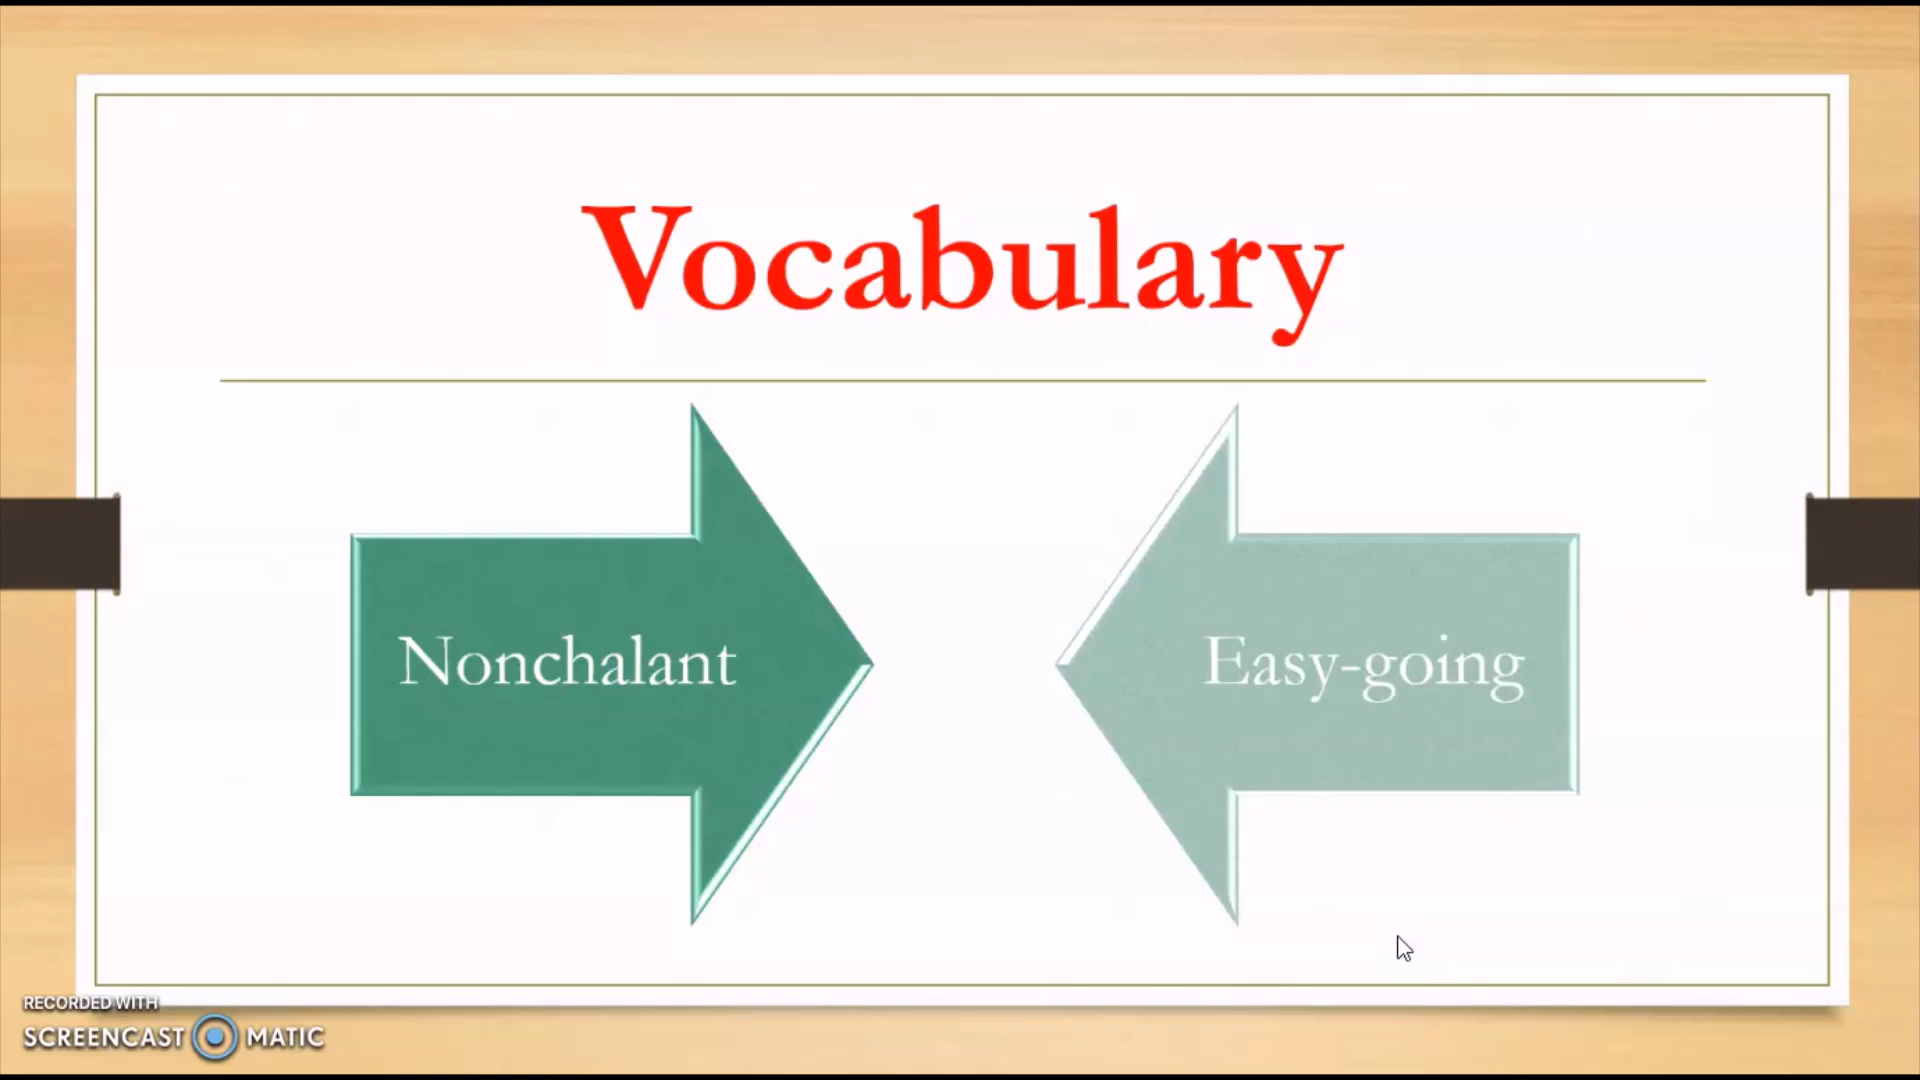 Vocabulary
Nonchalant
Easy-going
RECORDED WITH
SCREENCAST MATIC